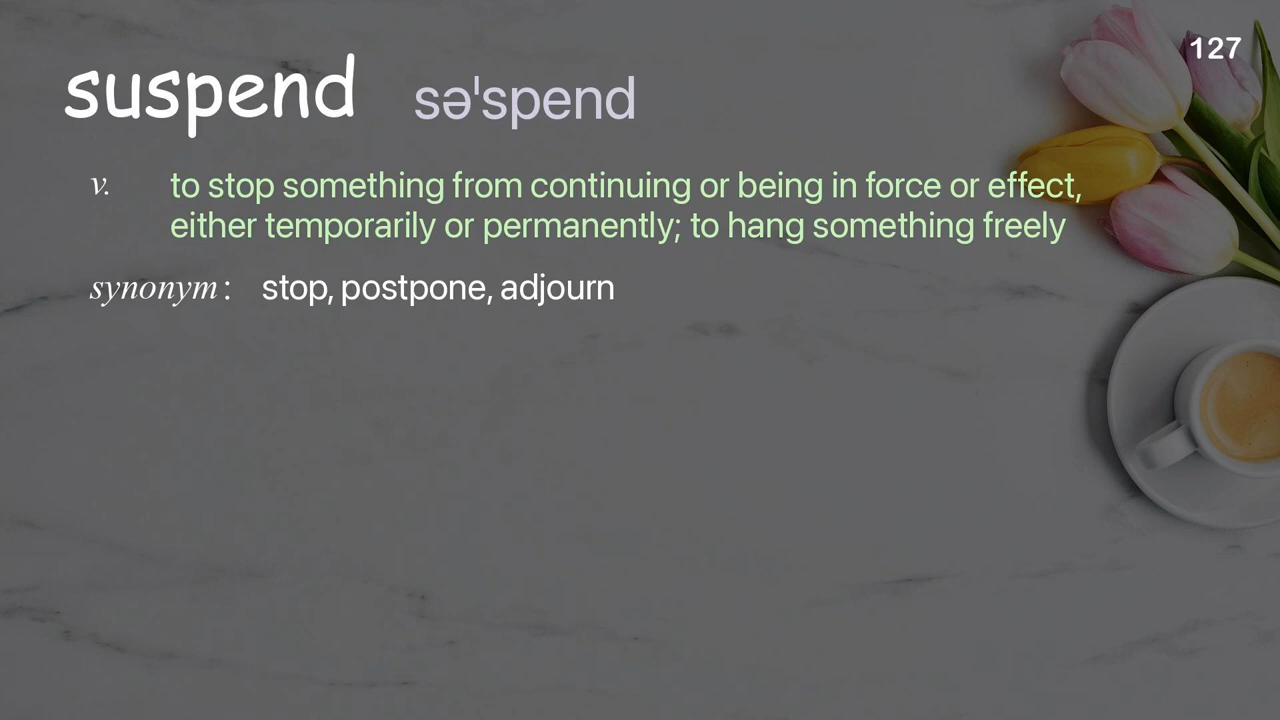 127
suspend səˈspend
v. to stop something from continuing or being in force or effect,
either temporarily or permanently; to hang something freely
synonym: stop, postpone, adjourn